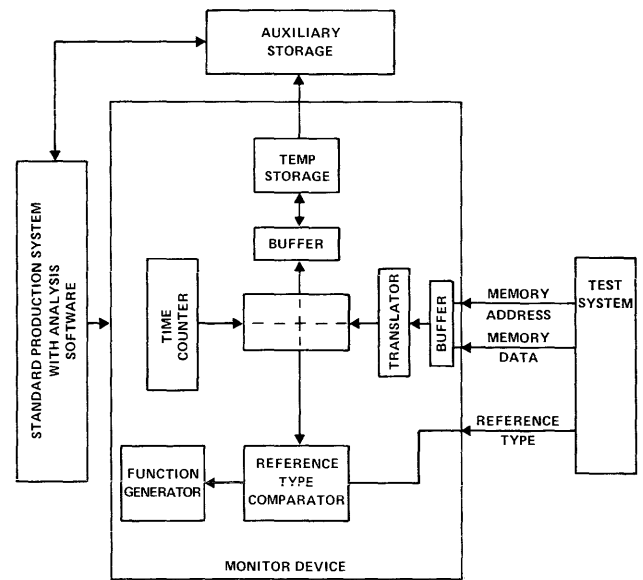 AUXILIARY
STORAGE
TEMP
STORAGE
BUFFER
STANDARD PRODUCTION SYSTEM
WITH ANALYSIS
SOFTWARE
TIME
COUNTER
TRANSLATOR
BUFFER
MEMORY
ADDRESS
MEMORY
DATA
TEST
SYSTEM
REFERENCE
TYPE
FUNCTION
GENERATOR
REFERENCE
TYPE
COMPARATOR
MONITOR DEVICE